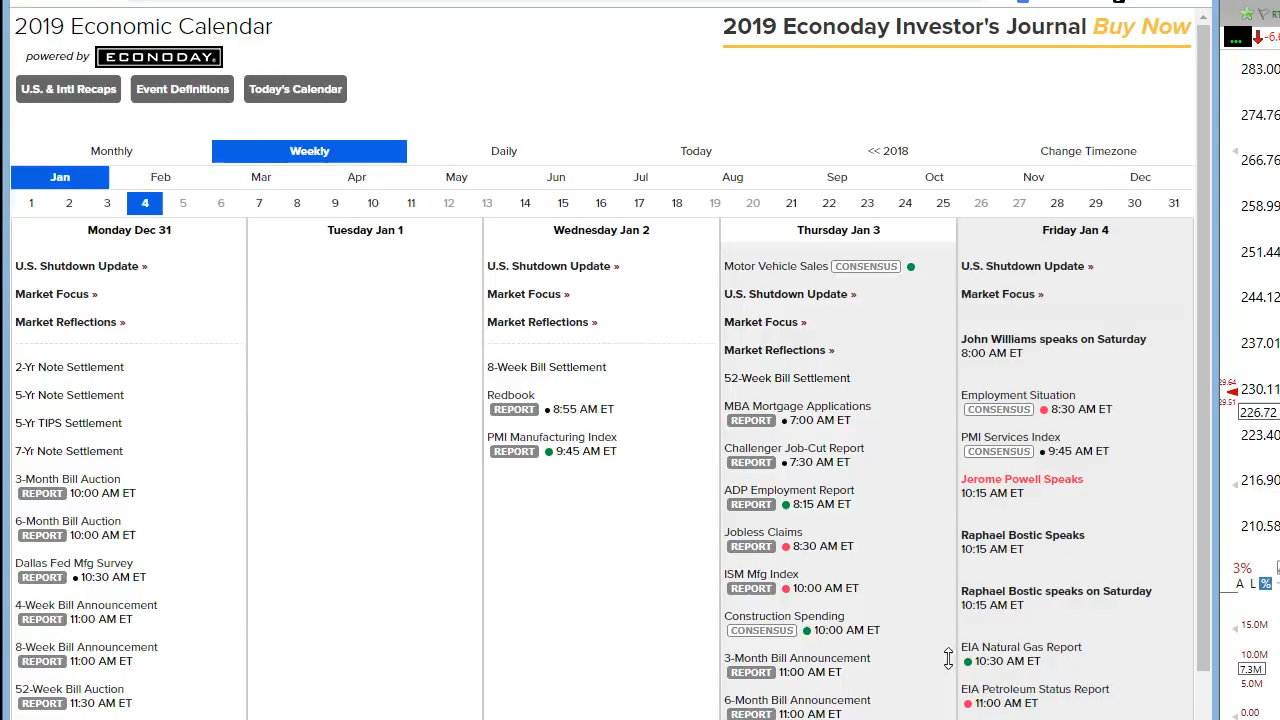 2019 Economic Calendar
2019 Econoday Investor's Journal Buy Now
powered by ECONODAY
U.S. & Intl Recaps
Event Definitions
Today's Calendar
Monthly Weekly Daily Today << 2018 Change Timezone
Jan Feb Mar Apr May Jun Jul Aug Sep Oct Nov Dec
1 2 3 4 5 6 7 8 9 10 11 12 13 14 15 16 17 18 19 20 21 22 23 24 25 26 27 28 29 30 31
Monday Dec 31
U.S. Shutdown Update »
Market Focus »
Market Reflections »
2-Yr Note Settlement
5-Yr Note Settlement
5-Yr TIPS Settlement
7-Yr Note Settlement
3-Month Bill Auction
REPORT 10:00 AM ET
6-Month Bill Auction
REPORT 10:00 AM ET
Dallas Fed Mfg Survey
REPORT 10:30 AM ET
4-Week Bill Announcement
REPORT 11:00 AM ET
8-Week Bill Announcement
REPORT 11:00 AM ET
52-Week Bill Auction
REPORT 11:30 AM ET
Tuesday Jan 1
Wednesday Jan 2
U.S. Shutdown Update »
Market Focus »
Market Reflections »
8-Week Bill Settlement
Redbook
REPORT 8:55 AM ET
PMI Manufacturing Index
REPORT 9:45 AM ET
Thursday Jan 3
Motor Vehicle Sales CONSENSUS
U.S. Shutdown Update »
Market Focus »
Market Reflections »
52-Week Bill Settlement
MBA Mortgage Applications
REPORT 7:00 AM ET
Challenger Job-Cut Report
REPORT 7:30 AM ET
ADP Employment Report
REPORT 8:15 AM ET
Jobless Claims
REPORT 8:30 AM ET
ISM Mfg Index
REPORT 10:00 AM ET
Construction Spending
CONSENSUS 10:00 AM ET
3-Month Bill Announcement
REPORT 11:00 AM ET
6-Month Bill Announcement
REPORT 11:00 AM ET
Friday Jan 4
U.S. Shutdown Update »
Market Focus »
John Williams speaks on Saturday
8:00 AM ET
Employment Situation
CONSENSUS 8:30 AM ET
PMI Services Index
CONSENSUS 9:45 AM ET
Jerome Powell Speaks
10:15 AM ET
Raphael Bostic Speaks
10:15 AM ET
Raphael Bostic speaks on Saturday
10:15 AM ET
EIA Natural Gas Report
10:30 AM ET
EIA Petroleum Status Report
11:00 AM ET
283.00
274.76
266.76
258.99
251.44
244.12
237.01
230.11
226.72
223.40
216.90
210.58
3%
A L %
15.0M
10.0M
7.3M
5.0M
0.00